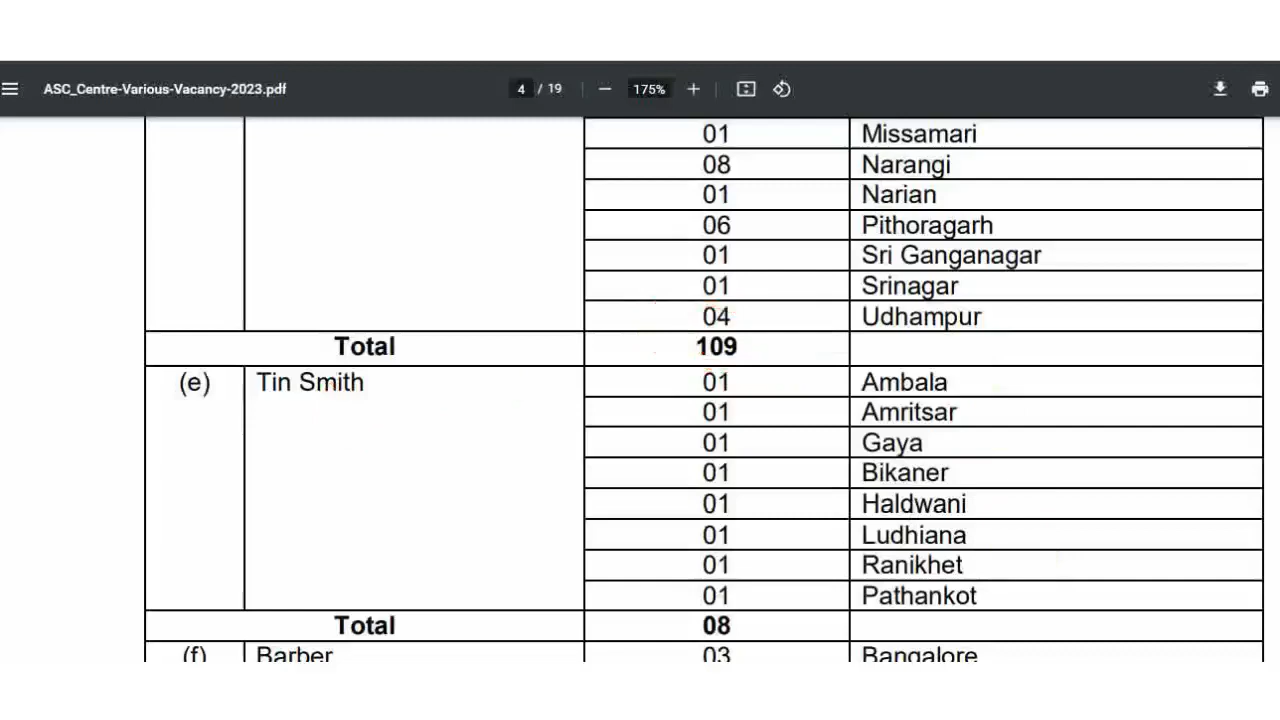 ASC_Centre-Various-Vacancy-2023.pdf 4 / 19 175%
01 Missamari
08 Narangi
01 Narian
06 Pithoragarh
01 Sri Ganganagar
01 Srinagar
04 Udhampur
Total 109
(e) Tin Smith 01 Ambala
01 Amritsar
01 Gaya
01 Bikaner
01 Haldwani
01 Ludhiana
01 Ranikhet
01 Pathankot
Total 08
(f) Barber 03 Bangalore